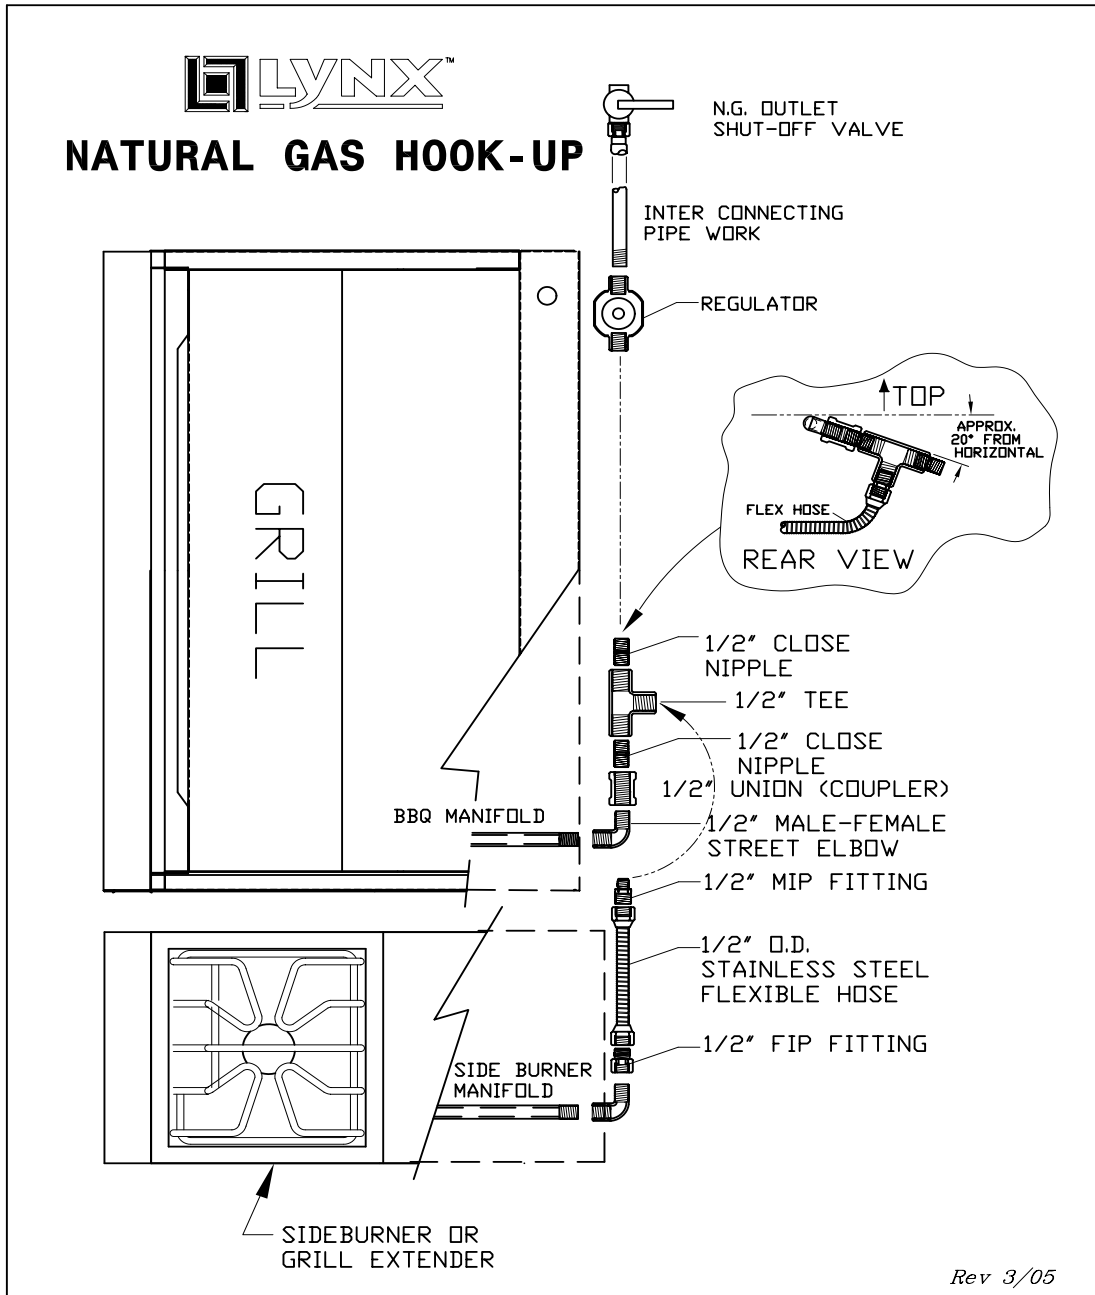 LYNX™
NATURAL GAS HOOK-UP
N.G. OUTLET
SHUT-OFF VALVE
INTER CONNECTING
PIPE WORK
REGULATOR
TOP
APPROX.
20° FROM
HORIZONTAL
FLEX HOSE
REAR VIEW
GRILL
1/2" CLOSE
NIPPLE
1/2" TEE
1/2" CLOSE
NIPPLE
1/2" UNION (COUPLER)
BBQ MANIFOLD
1/2" MALE-FEMALE
STREET ELBOW
1/2" MIP FITTING
1/2" O.D.
STAINLESS STEEL
FLEXIBLE HOSE
1/2" FIP FITTING
SIDE BURNER
MANIFOLD
SIDEBURNER OR
GRILL EXTENDER
Rev 3/05